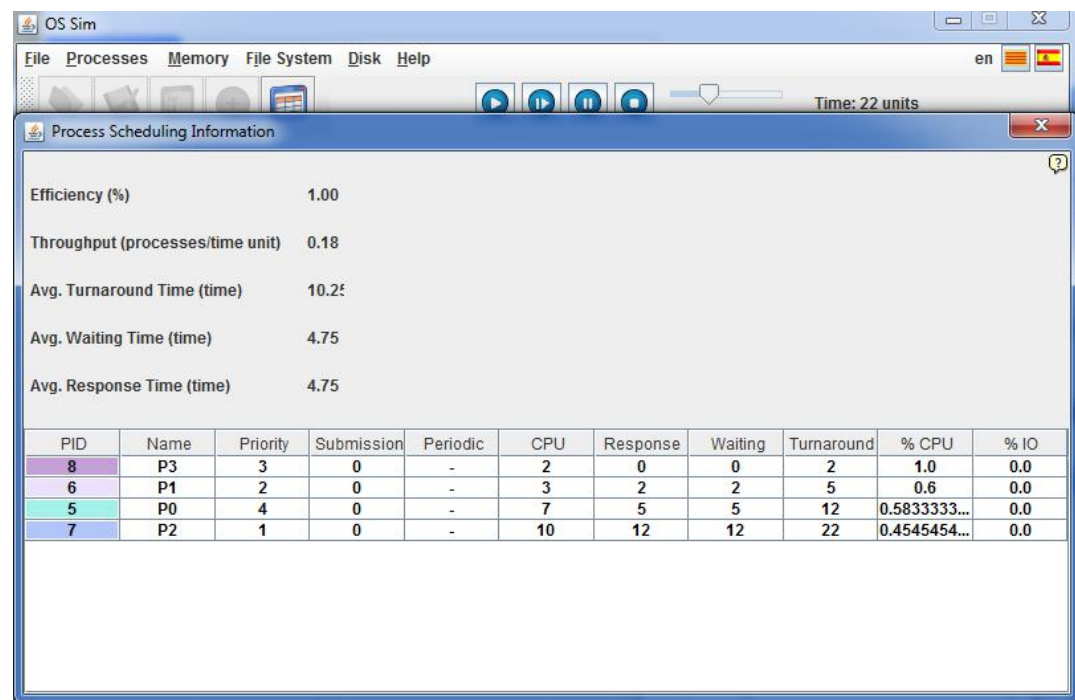 OS Sim
File Processes Memory File System Disk Help en
Time: 22 units
Process Scheduling Information
Efficiency (%) 1.00
Throughput (processes/time unit) 0.18
Avg. Turnaround Time (time) 10.25
Avg. Waiting Time (time) 4.75
Avg. Response Time (time) 4.75
PID Name Priority Submission Periodic CPU Response Waiting Turnaround % CPU % IO
8 P3 3 0 - 2 0 0 2 1.0 0.0
6 P1 2 0 - 3 2 2 5 0.6 0.0
5 P0 4 0 - 7 5 5 12 0.5833333... 0.0
7 P2 1 0 - 10 12 12 22 0.4545454... 0.0